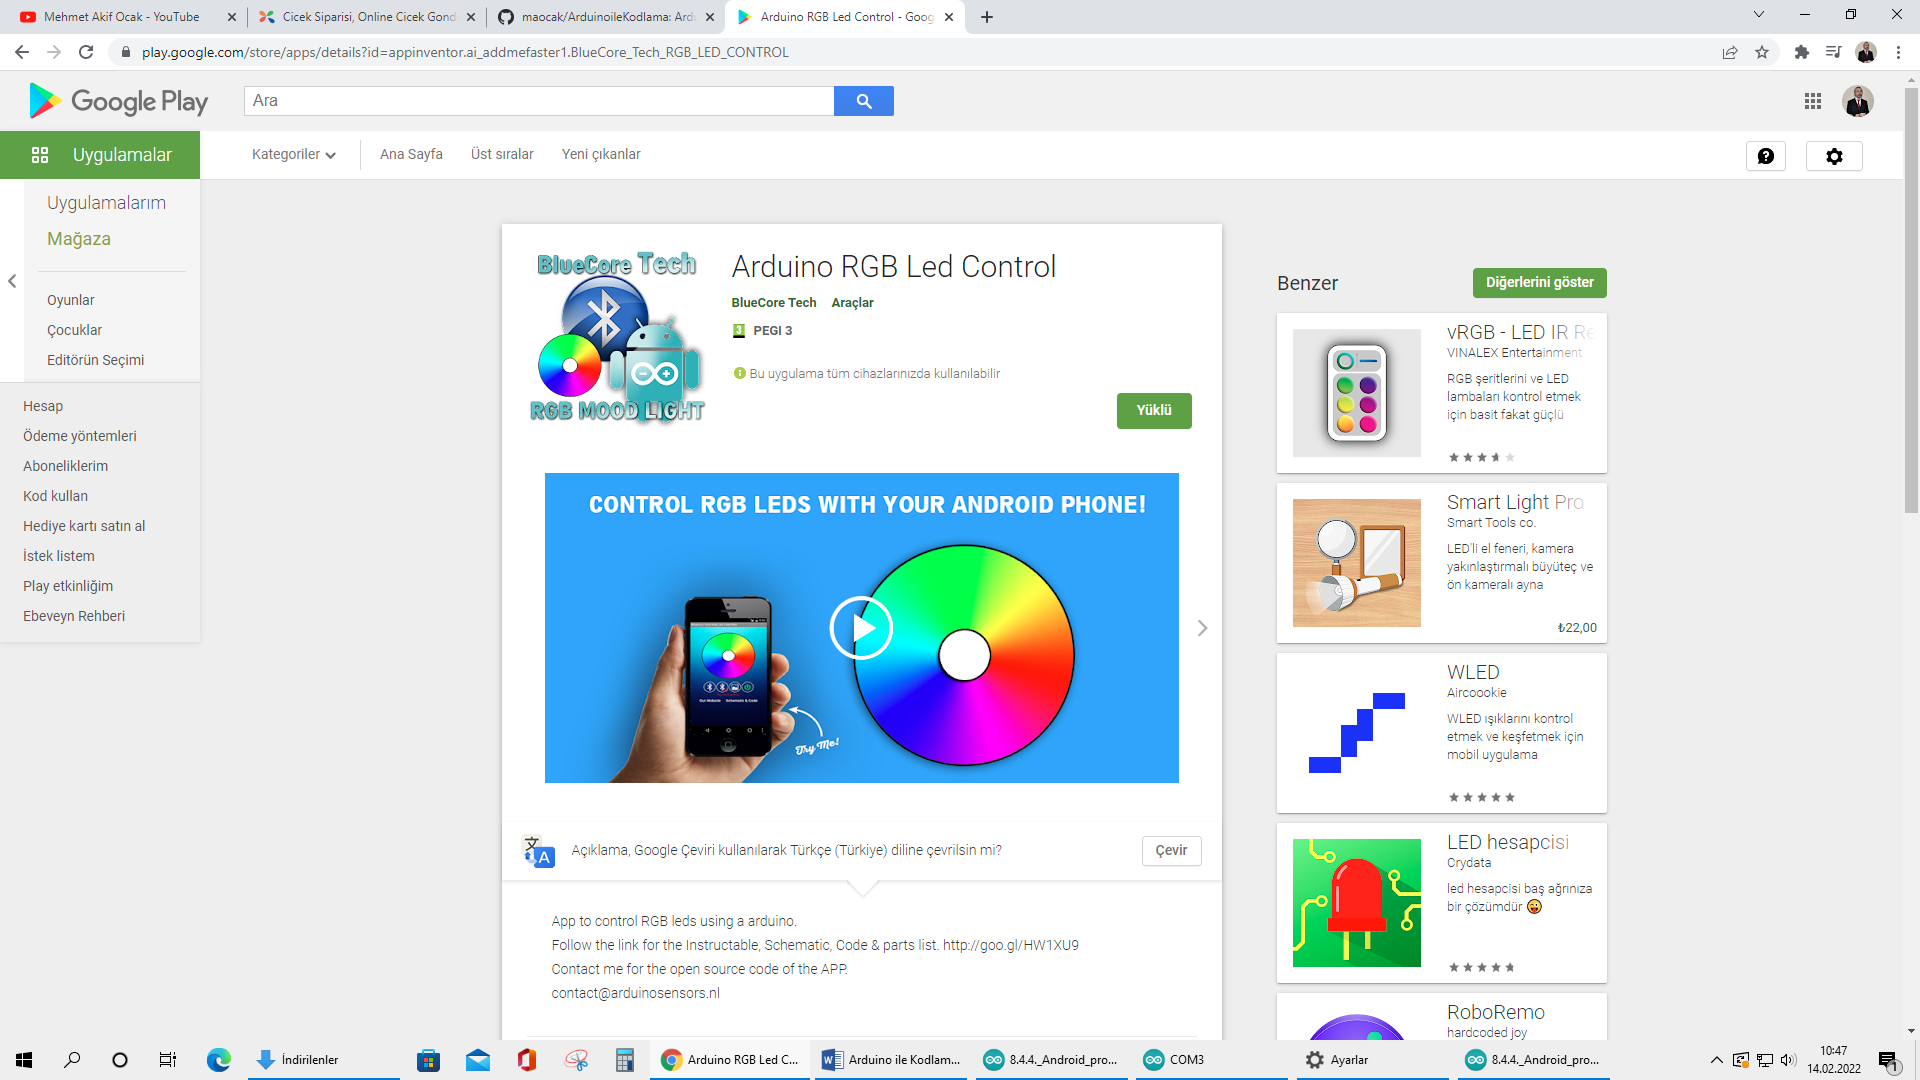 Mehmet Akif Ocak - YouTube
Cicek Siparisi, Online Cicek Gond
maocak/ArduinoileKodlama: Ard
Arduino RGB Led Control - Goog
play.google.com/store/apps/details?id=appinventor.ai_addmefaster1.BlueCore_Tech_RGB_LED_CONTROL
Google Play
Ara
Uygulamalar
Kategoriler
Ana Sayfa
Üst sıralar
Yeni çıkanlar
Uygulamalarım
Mağaza
Oyunlar
Çocuklar
Editörün Seçimi
Hesap
Ödeme yöntemleri
Aboneliklerim
Kod kullan
Hediye kartı satın al
İstek listem
Play etkinliğim
Ebeveyn Rehberi
BlueCore Tech
RGB MOOD LIGHT
Arduino RGB Led Control
BlueCore Tech Araçlar
3 PEGI 3
Bu uygulama tüm cihazlarınızda kullanılabilir
Yüklü
CONTROL RGB LEDS WITH YOUR ANDROID PHONE!
Our Website Schematic & Code
Try Me!
Açıklama, Google Çeviri kullanılarak Türkçe (Türkiye) diline çevrilsin mi?
Çevir
App to control RGB leds using a arduino.
Follow the link for the Instructable, Schematic, Code & parts list. http://goo.gl/HW1XU9
Contact me for the open source code of the APP.
contact@arduinosensors.nl
Benzer
Diğerlerini göster
vRGB - LED IR Re
VINALEX Entertainment
RGB şeritlerini ve LED
lambaları kontrol etmek
için basit fakat güçlü
Smart Light Pro
Smart Tools co.
LED'li el feneri, kamera
yakınlaştırmalı büyüteç ve
ön kameralı ayna
₺22,00
WLED
Aircoookie
WLED ışıklarını kontrol
etmek ve keşfetmek için
mobil uygulama
LED hesapcisi
Crydata
led hesapcisi baş ağrınıza
bir çözümdür 😜
RoboRemo
hardcoded joy
İndirilenler
Arduino RGB Led C...
Arduino ile Kodlam...
8.4.4._Android_pro...
COM3
Ayarlar
8.4.4._Android_pro...
10:47
14.02.2022
1